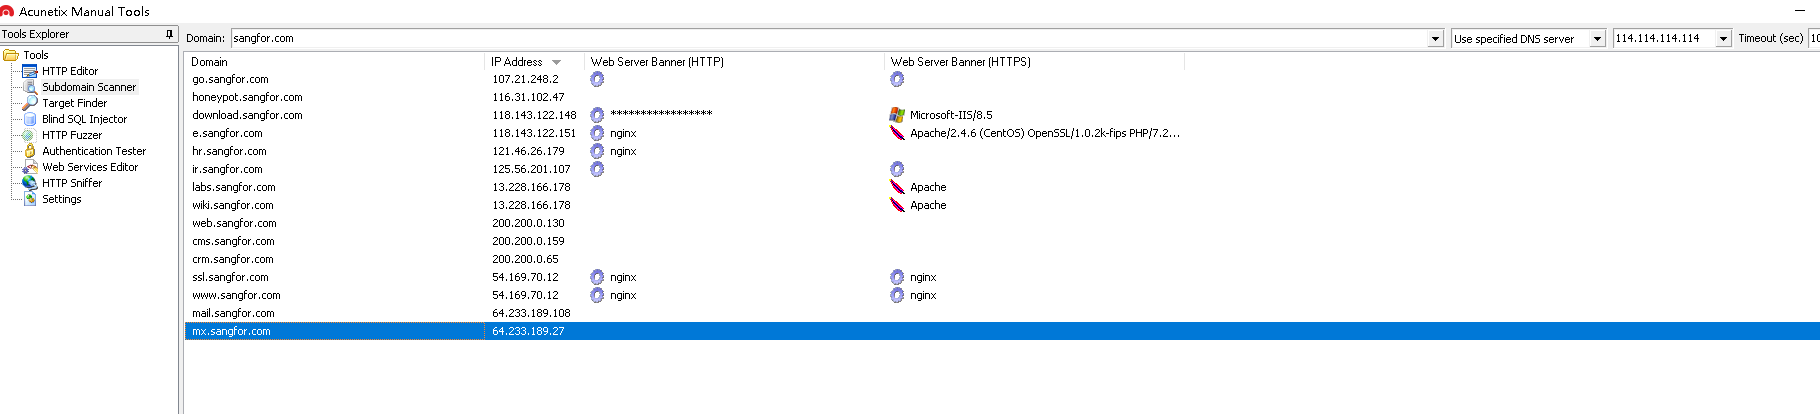 Acunetix Manual Tools
Tools Explorer
Domain: sangfor.com Use specified DNS server 114.114.114.114 Timeout (sec) 10
Tools
HTTP Editor
Subdomain Scanner
Target Finder
Blind SQL Injector
HTTP Fuzzer
Authentication Tester
Web Services Editor
HTTP Sniffer
Settings
Domain IP Address Web Server Banner (HTTP) Web Server Banner (HTTPS)
go.sangfor.com 107.21.248.2
honeypot.sangfor.com 116.31.102.47
download.sangfor.com 118.143.122.148 ***************** Microsoft-IIS/8.5
e.sangfor.com 118.143.122.151 nginx Apache/2.4.6 (CentOS) OpenSSL/1.0.2k-fips PHP/7.2...
hr.sangfor.com 121.46.26.179 nginx
ir.sangfor.com 125.56.201.107
labs.sangfor.com 13.228.166.178 Apache
wiki.sangfor.com 13.228.166.178 Apache
web.sangfor.com 200.200.0.130
cms.sangfor.com 200.200.0.159
crm.sangfor.com 200.200.0.65
ssl.sangfor.com 54.169.70.12 nginx nginx
www.sangfor.com 54.169.70.12 nginx nginx
mail.sangfor.com 64.233.189.108
mx.sangfor.com 64.233.189.27